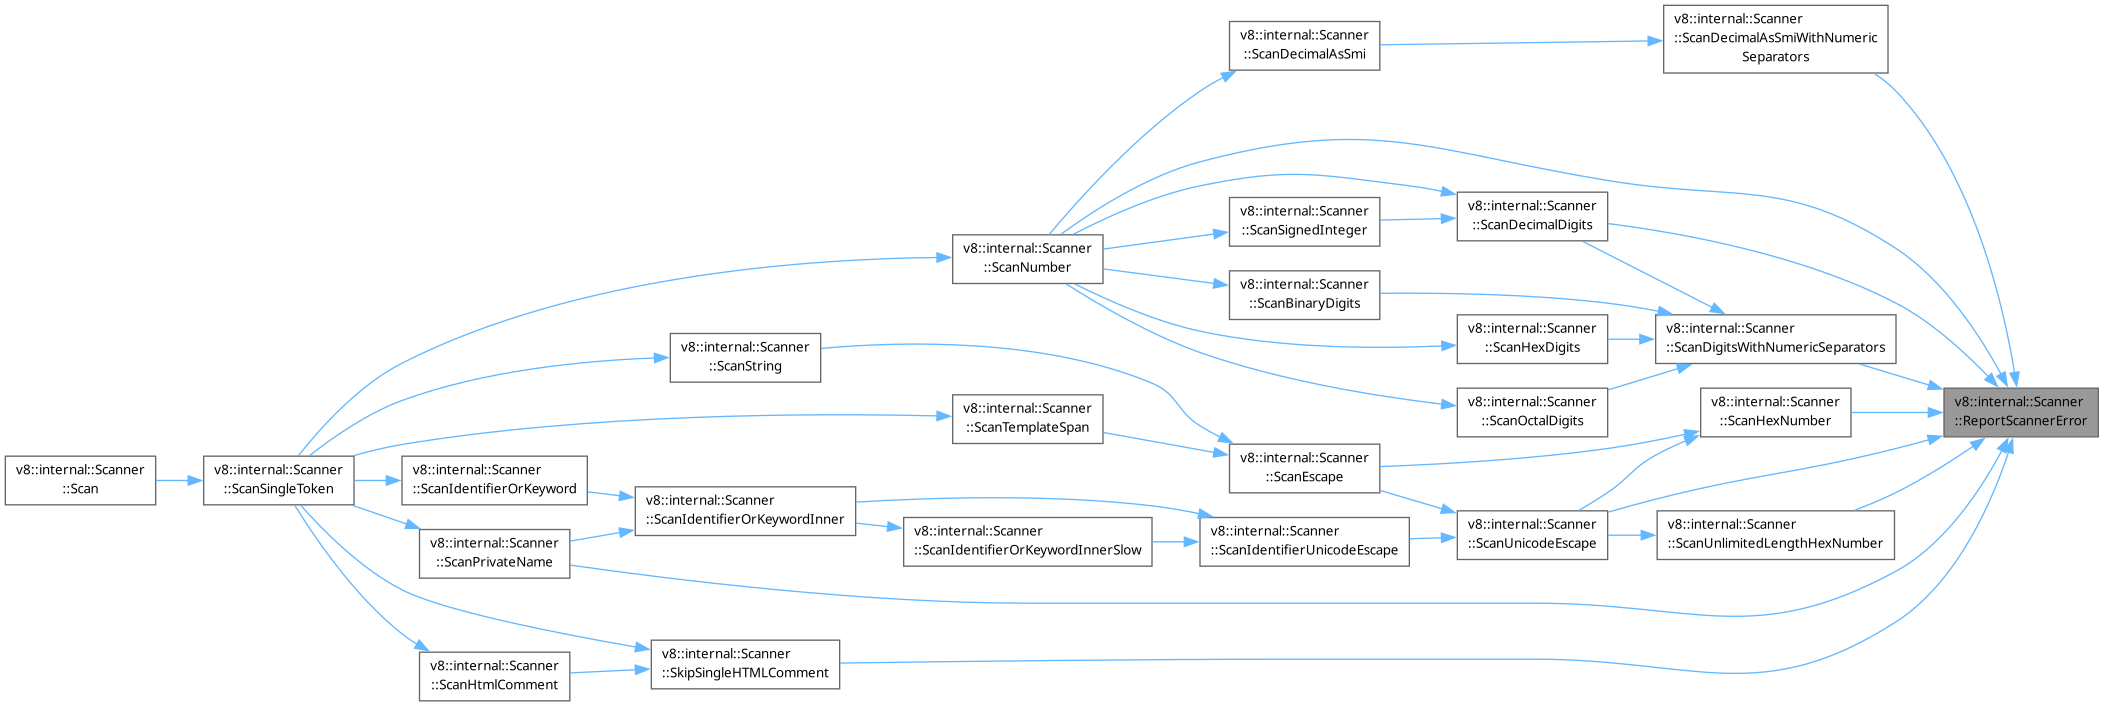 v8::internal::Scanner
::ScanDecimalAsSmiWithNumeric
Separators
v8::internal::Scanner
::ScanDecimalAsSmi
v8::internal::Scanner
::ScanDecimalDigits
v8::internal::Scanner
::ScanSignedInteger
v8::internal::Scanner
::ScanNumber
v8::internal::Scanner
::ScanBinaryDigits
v8::internal::Scanner
::ScanHexDigits
v8::internal::Scanner
::ScanDigitsWithNumericSeparators
v8::internal::Scanner
::ScanString
v8::internal::Scanner
::ScanTemplateSpan
v8::internal::Scanner
::ScanOctalDigits
v8::internal::Scanner
::ScanHexNumber
v8::internal::Scanner
::ReportScannerError
v8::internal::Scanner
::ScanEscape
v8::internal::Scanner
::Scan
v8::internal::Scanner
::ScanSingleToken
v8::internal::Scanner
::ScanIdentifierOrKeyword
v8::internal::Scanner
::ScanIdentifierOrKeywordInner
v8::internal::Scanner
::ScanIdentifierOrKeywordInnerSlow
v8::internal::Scanner
::ScanIdentifierUnicodeEscape
v8::internal::Scanner
::ScanUnicodeEscape
v8::internal::Scanner
::ScanUnlimitedLengthHexNumber
v8::internal::Scanner
::ScanPrivateName
v8::internal::Scanner
::SkipSingleHTMLComment
v8::internal::Scanner
::ScanHtmlComment